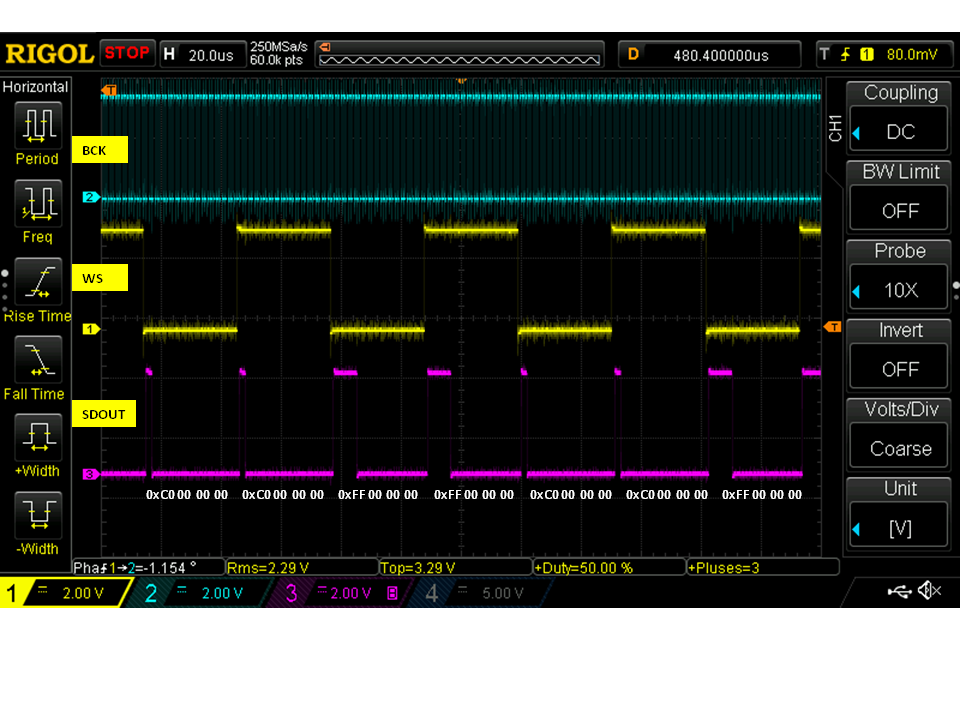 RIGOL STOP H 20.0us 250MSa/s 60.0k pts D 480.400000us T 1 80.0mV
Horizontal
Period
Freq
Rise Time
Fall Time
+Width
-Width
T
BCK
2
WS
1
T
SDOUT
3
0xC0 00 00 00 0xC0 00 00 00 0xFF 00 00 00 0xFF 00 00 00 0xC0 00 00 00 0xC0 00 00 00 0xFF 00 00 00
CH1
Coupling
DC
BW Limit
OFF
Probe
10X
Invert
OFF
Volts/Div
Coarse
Unit
[V]
Pha1→2=-1.154 ° Rms=2.29 V Top=3.29 V +Duty=50.00 % +Pluses=3
1 2.00 V 2 2.00 V 3 2.00 V B 4 5.00 V